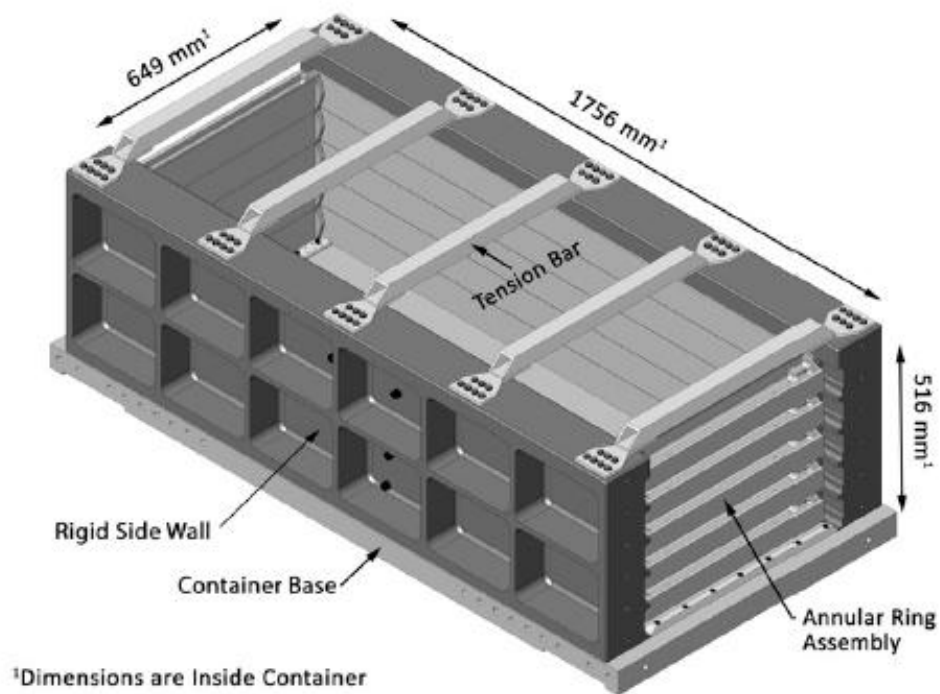 649 mm¹
1756 mm¹
Tension Bar
516 mm¹
Rigid Side Wall
Container Base
Annular Ring
Assembly
¹Dimensions are Inside Container